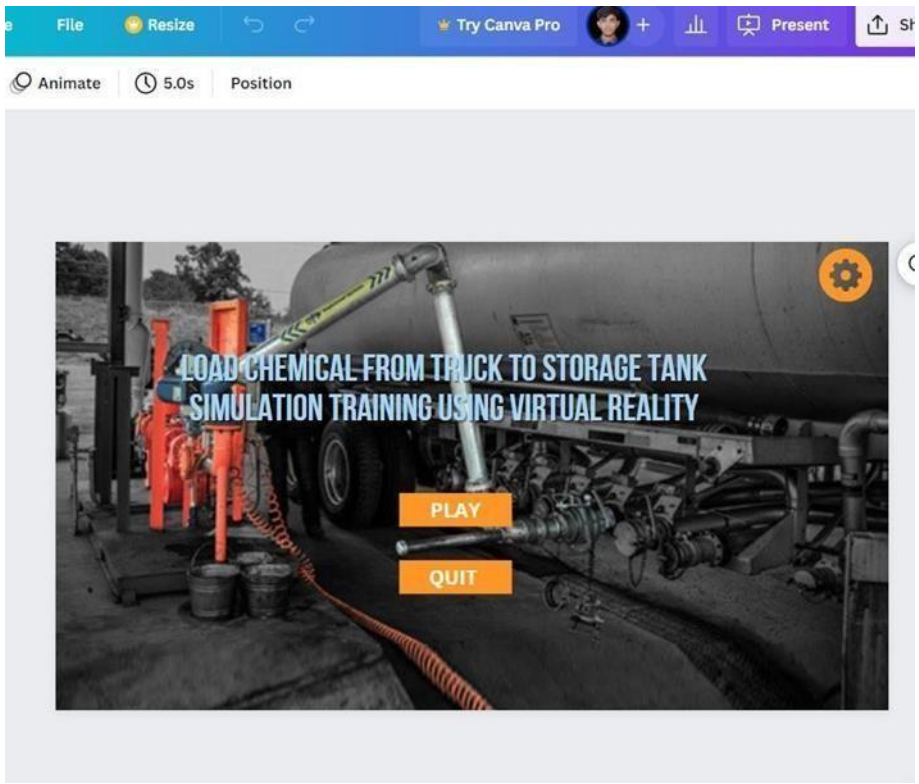 File
Resize
Try Canva Pro
Present
Animate
5.0s
Position
LOAD CHEMICAL FROM TRUCK TO STORAGE TANK
SIMULATION TRAINING USING VIRTUAL REALITY
PLAY
QUIT